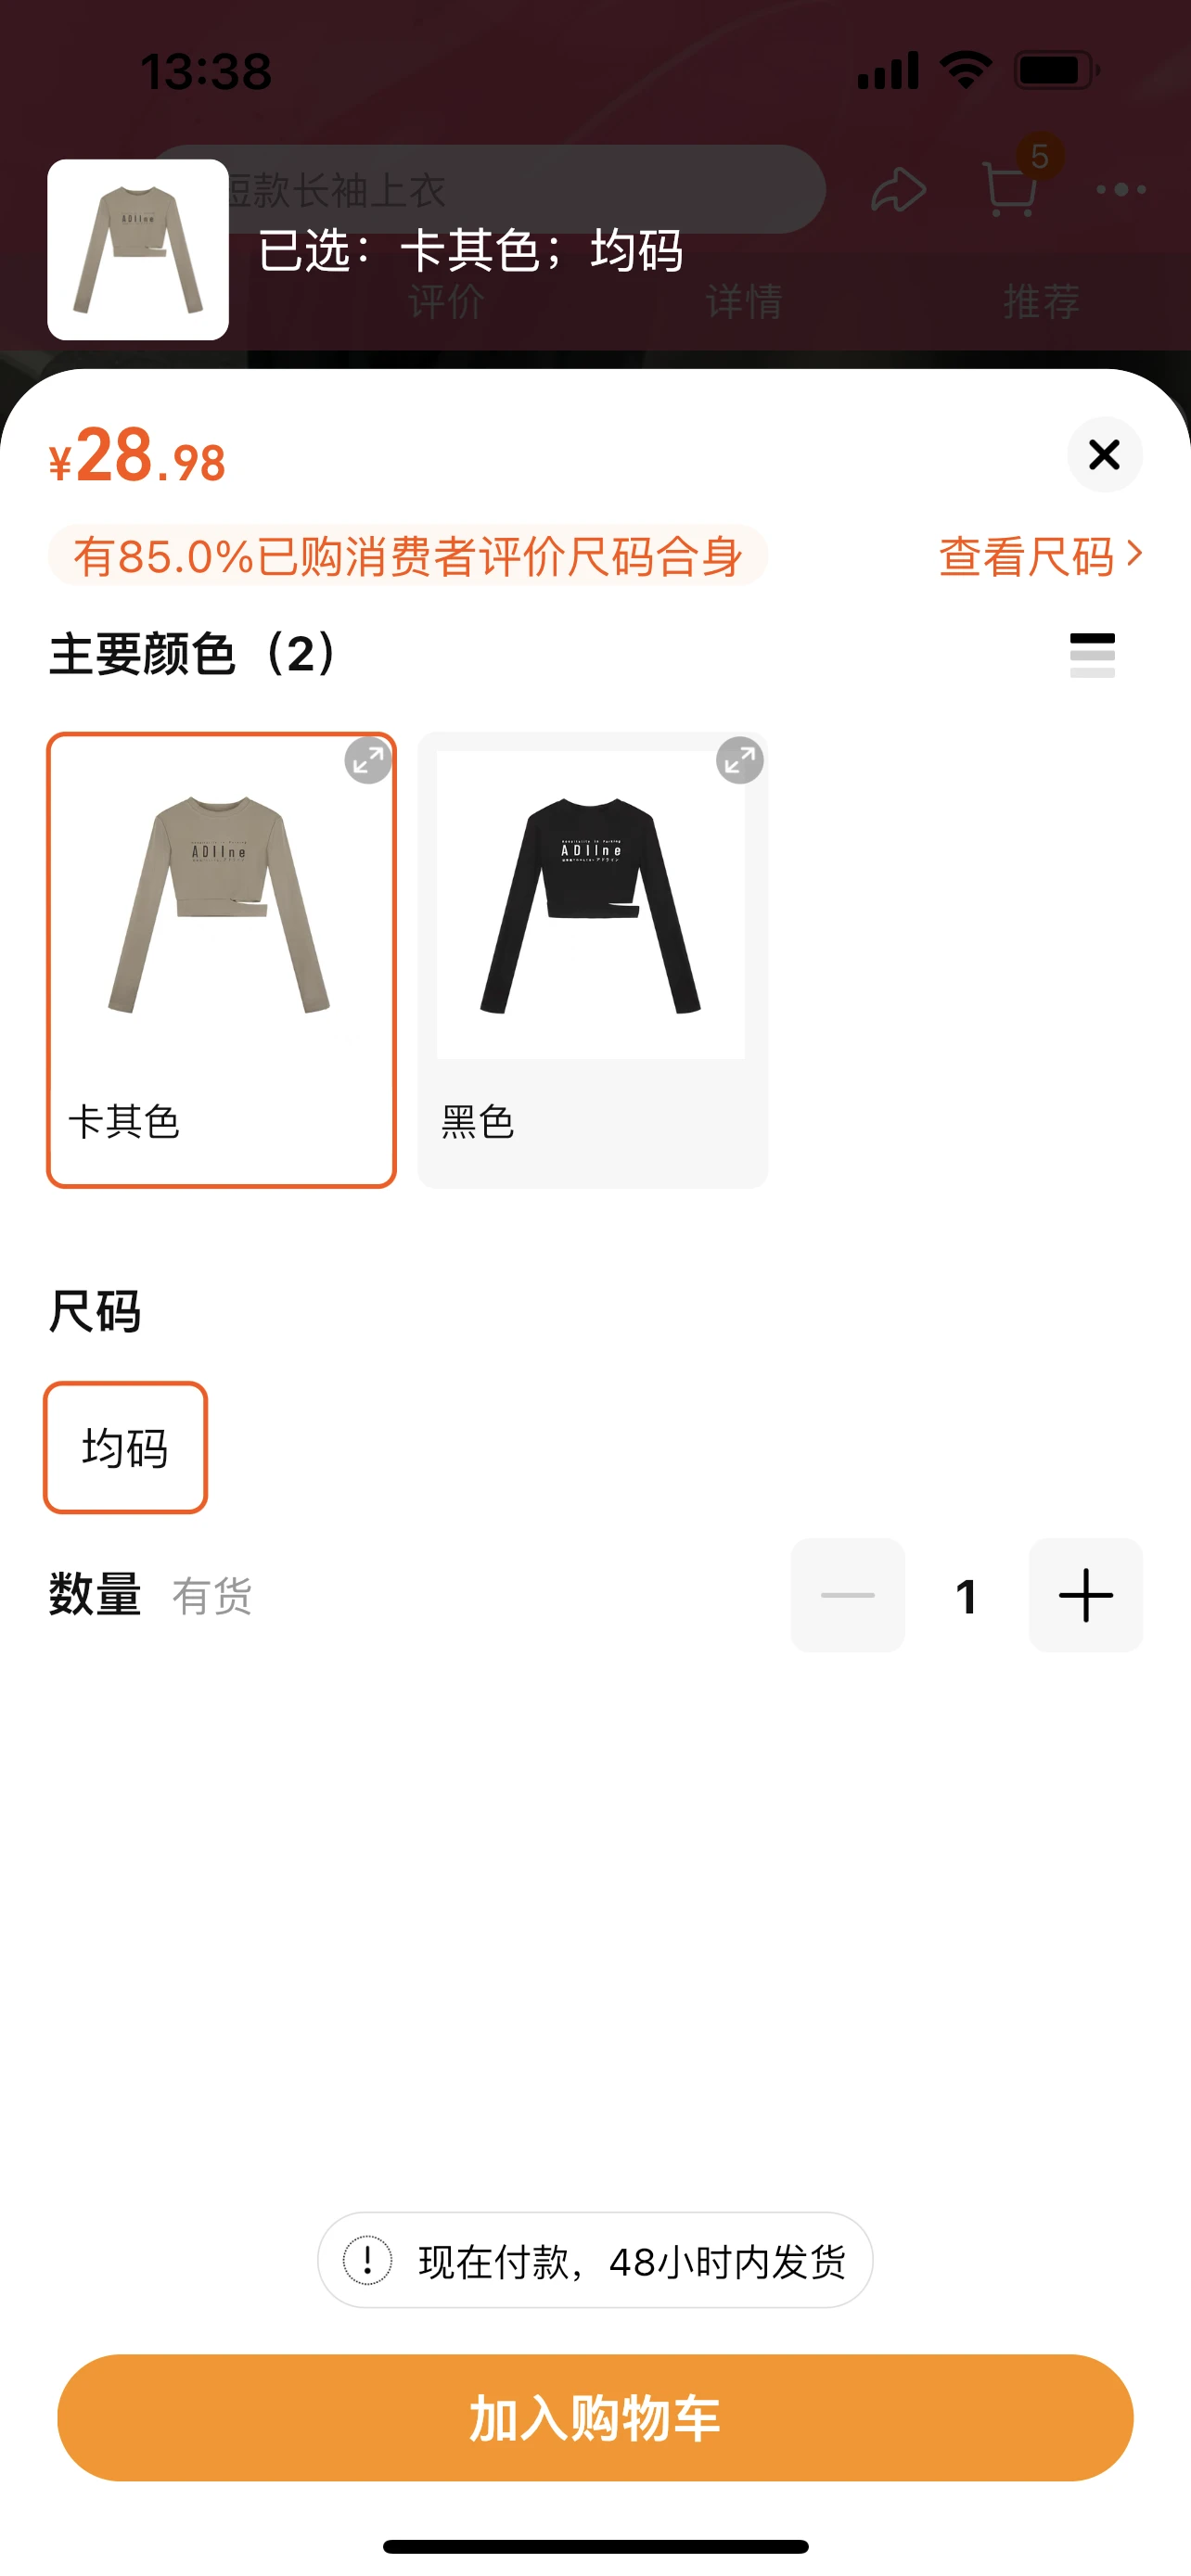 13:38
5
短款长袖上衣
已选：卡其色；均码
评价 详情 推荐
¥28.98
有85.0%已购消费者评价尺码合身
查看尺码
主要颜色（2）
ADIIne
ADIIne
卡其色
黑色
尺码
均码
数量 有货
1
现在付款，48小时内发货
加入购物车